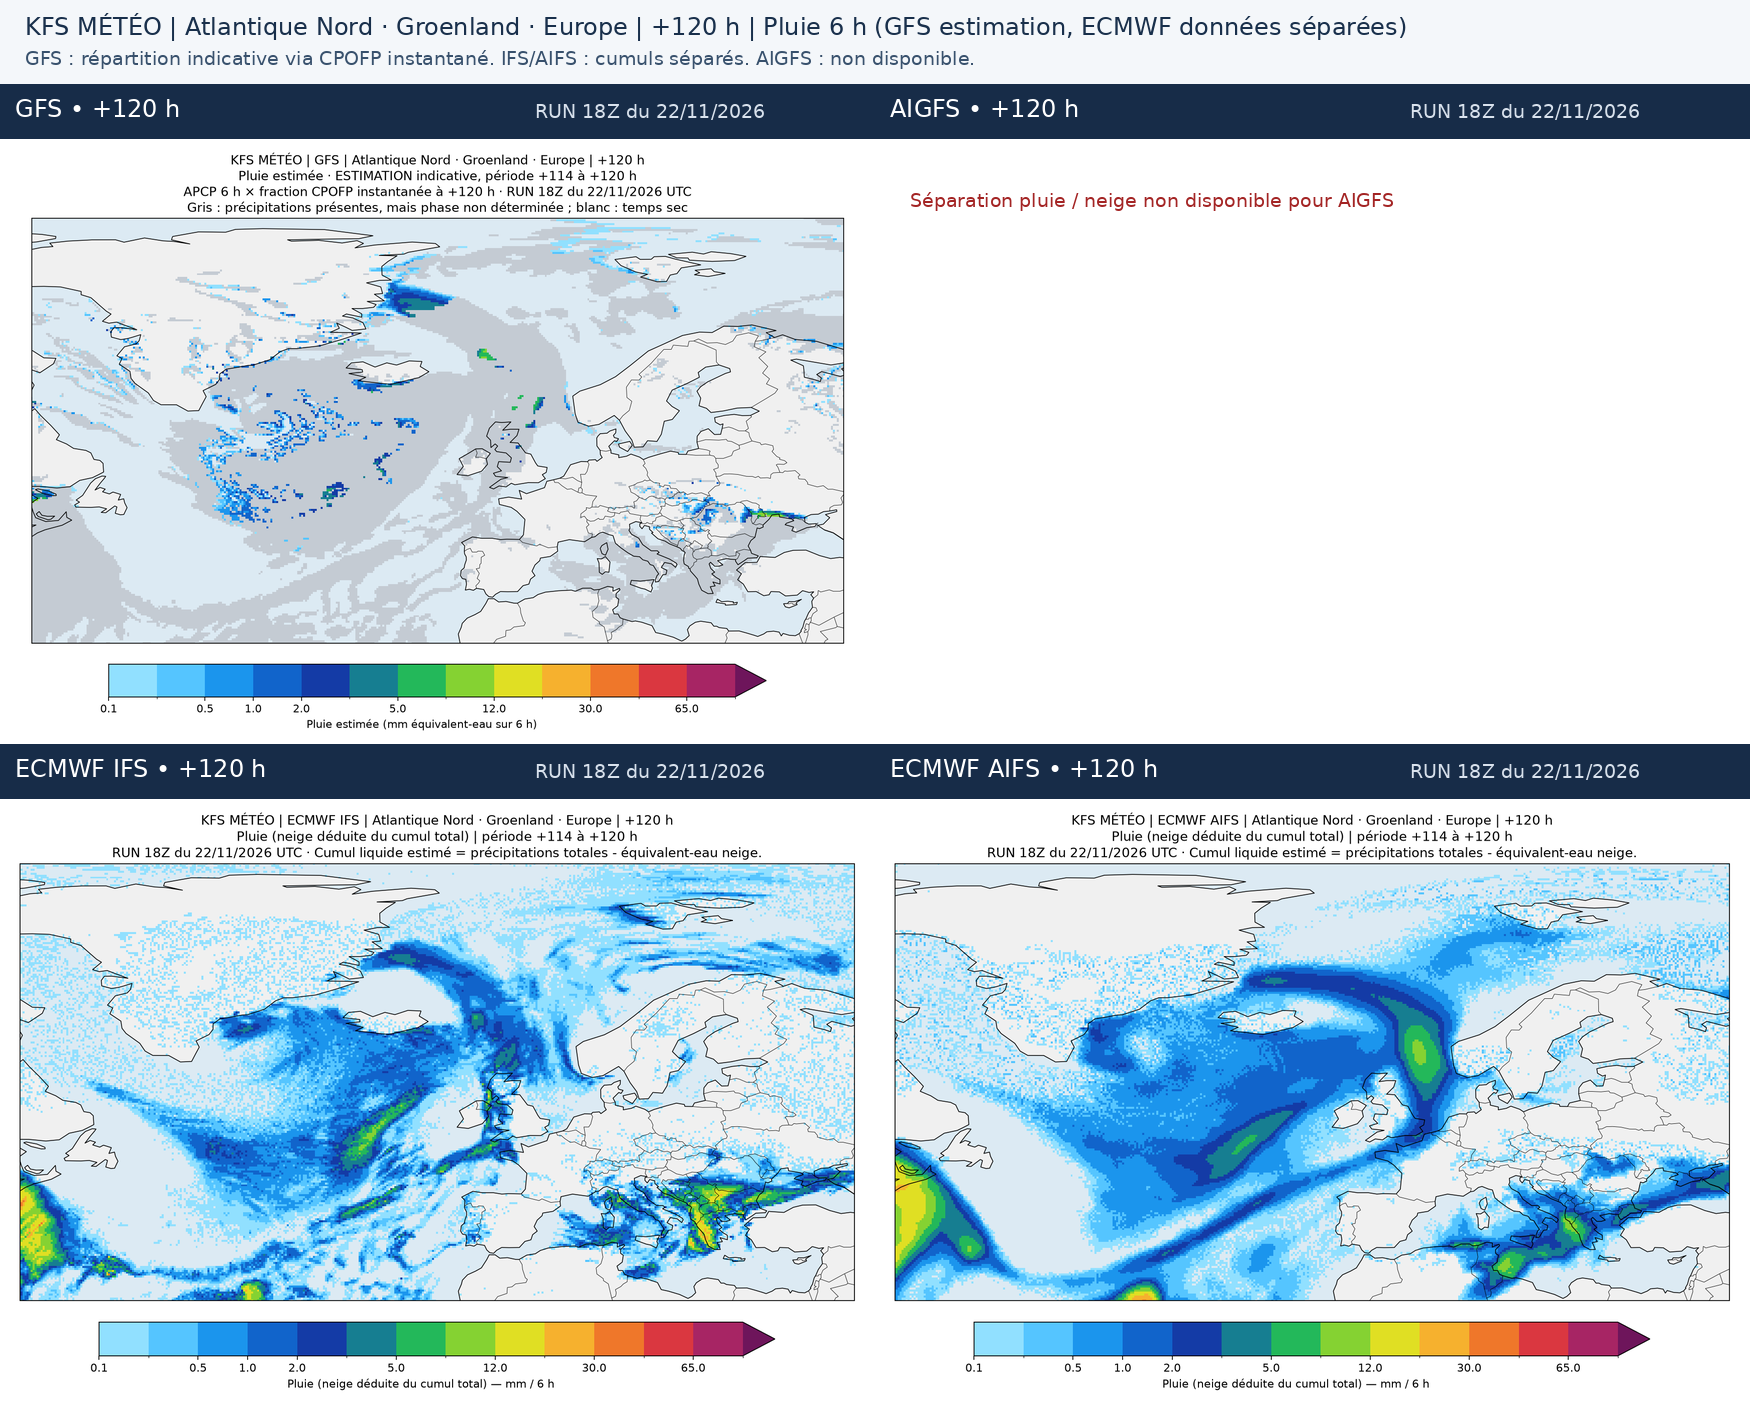 KFS MÉTÉO | Atlantique Nord · Groenland · Europe | +120 h | Pluie 6 h (GFS estimation, ECMWF données séparées)
GFS : répartition indicative via CPOFP instantané. IFS/AIFS : cumuls séparés. AIGFS : non disponible.
GFS • +120 h
RUN 18Z du 22/11/2026
AIGFS • +120 h
RUN 18Z du 22/11/2026
KFS MÉTÉO | GFS | Atlantique Nord · Groenland · Europe | +120 h
Pluie estimée · ESTIMATION indicative, période +114 à +120 h
APCP 6 h × fraction CPOFP instantanée à +120 h · RUN 18Z du 22/11/2026 UTC
Gris : précipitations présentes, mais phase non déterminée ; blanc : temps sec
Séparation pluie / neige non disponible pour AIGFS
0.1 0.5 1.0 2.0 5.0 12.0 30.0 65.0
Pluie estimée (mm équivalent-eau sur 6 h)
ECMWF IFS • +120 h
RUN 18Z du 22/11/2026
ECMWF AIFS • +120 h
RUN 18Z du 22/11/2026
KFS MÉTÉO | ECMWF IFS | Atlantique Nord · Groenland · Europe | +120 h
Pluie (neige déduite du cumul total) | période +114 à +120 h
RUN 18Z du 22/11/2026 UTC · Cumul liquide estimé = précipitations totales - équivalent-eau neige.
0.1 0.5 1.0 2.0 5.0 12.0 30.0 65.0
Pluie (neige déduite du cumul total) — mm / 6 h
KFS MÉTÉO | ECMWF AIFS | Atlantique Nord · Groenland · Europe | +120 h
Pluie (neige déduite du cumul total) | période +114 à +120 h
RUN 18Z du 22/11/2026 UTC · Cumul liquide estimé = précipitations totales - équivalent-eau neige.
0.1 0.5 1.0 2.0 5.0 12.0 30.0 65.0
Pluie (neige déduite du cumul total) — mm / 6 h